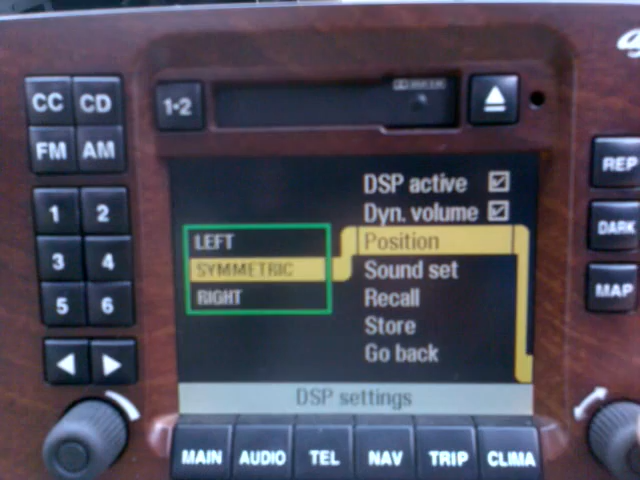 CC CD
1•2
FM AM
REP
DSP active
1 2
Dyn. volume
DARK
LEFT
Position
3 4
SYMMETRIC
Sound set
MAP
RIGHT
Recall
5 6
Store
Go back
DSP settings
MAIN AUDIO TEL NAV TRIP CLIMA